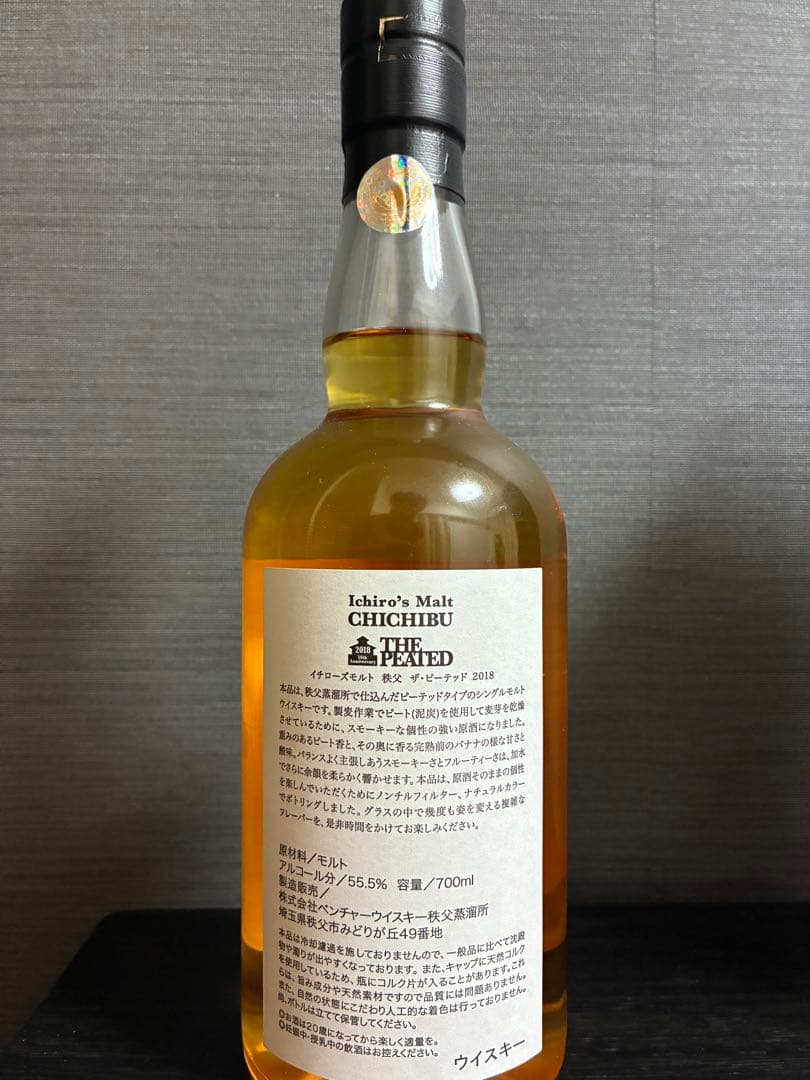 Ichiro's Malt
CHICHIBU
2018
10th
Anniversary
THE
PEATED
イチローズモルト 秩父 ザ・ピーテッド 2018
本品は、秩父蒸溜所で仕込んだピーテッドタイプのシングルモルト
ウイスキーです。製麦作業でピート(泥炭)を使用して麦芽を乾燥
させているために、スモーキーな個性の強い原酒になりました。
重みのあるピート香と、その奥に香る完熟前のバナナの様な甘さと
酸味。バランスよく主張しあうスモーキーさとフルーティーさは、加水
でさらに余韻を柔らかく響かせます。本品は、原酒そのままの個性
を楽しんでいただくためにノンチルフィルター、ナチュラルカラー
でボトリングしました。グラスの中で幾度も姿を変える複雑な
フレーバーを、是非時間をかけてお楽しみください。
原材料/モルト
アルコール分/55.5% 容量/700ml
製造販売/
株式会社ベンチャーウイスキー秩父蒸溜所
埼玉県秩父市みどりが丘49番地
本品は冷却濾過を施しておりませんので、一般品に比べて沈殿
物や濁りが出やすくなっております。また、キャップに天然コルク
を使用しているため、瓶にコルク片が入ることがあります。これ
らは、旨み成分や天然素材ですので品質には問題ありません。
また、自然の状態にこだわり人工的な着色は行っておりません。
尚、ボトルは立てて保管してください。
◎お酒は20歳になってから楽しく適量を。
◎妊娠中・授乳中の飲酒はお控えください。
ウイスキー